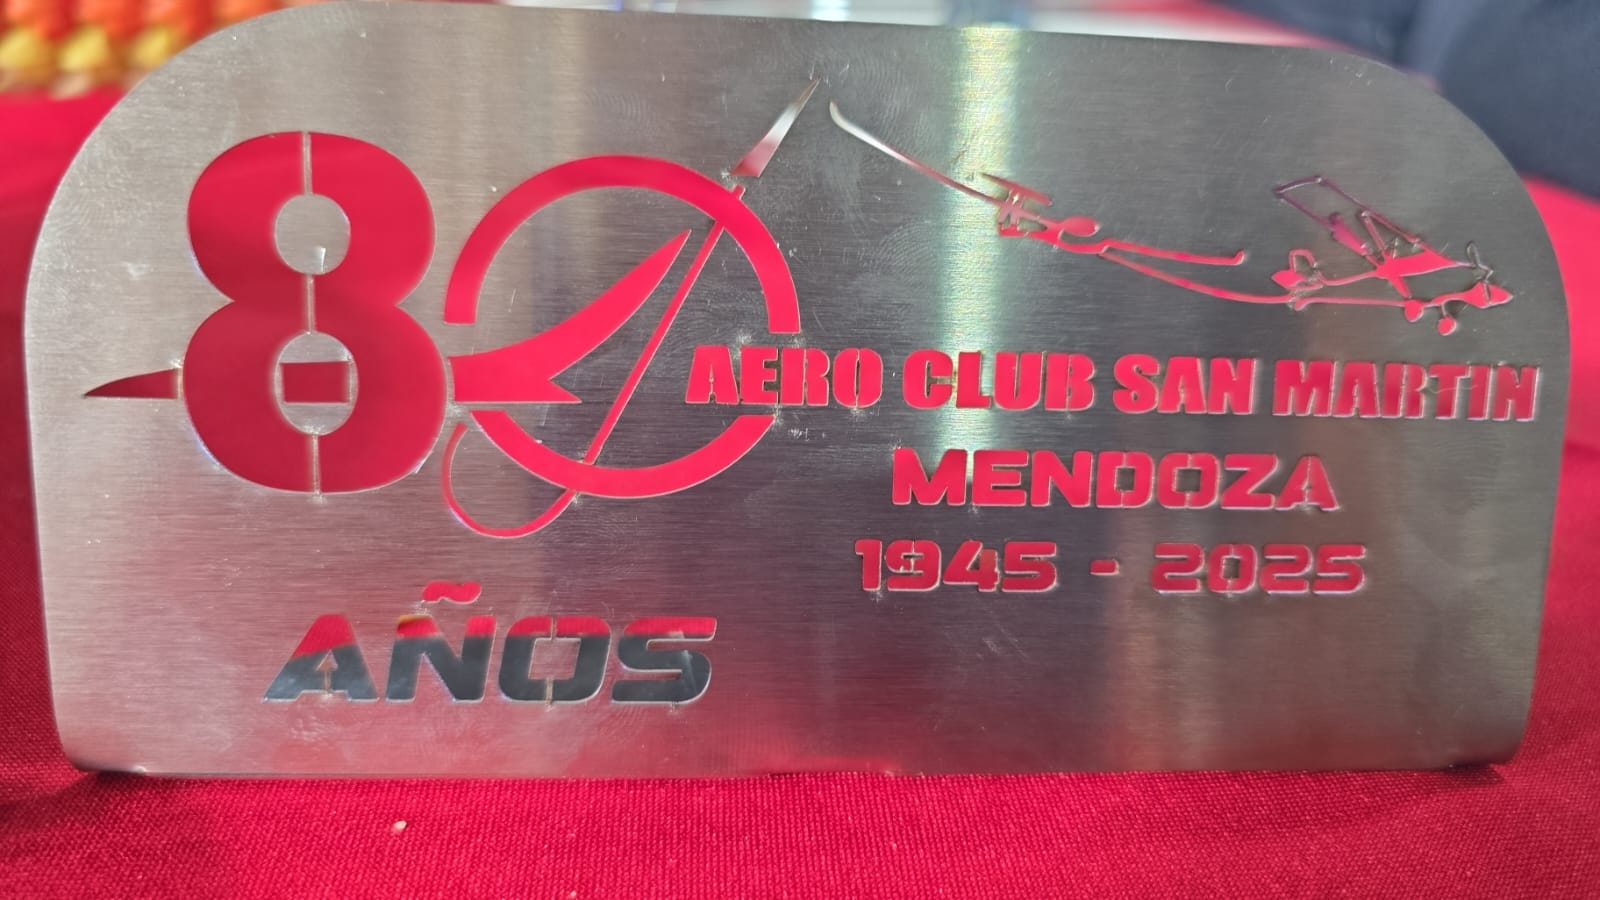 80
AERO CLUB SAN MARTIN
MENDOZA
1945 - 2025
AÑOS